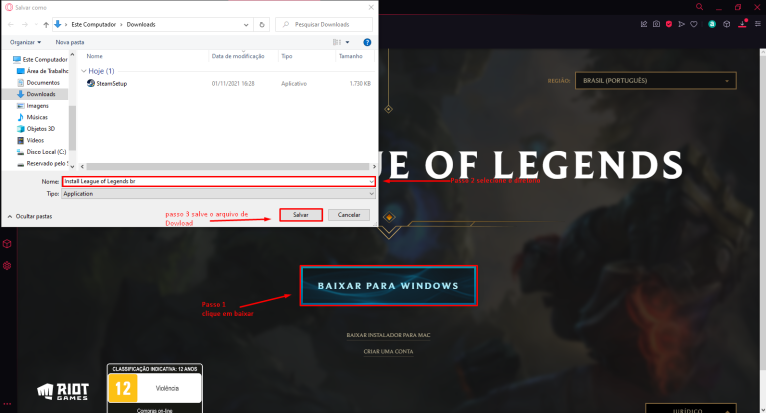 Salvar como
Este Computador > Downloads
Pesquisar Downloads
Organizar
Nova pasta
Este Computador
Área de Trabalho
Documentos
Downloads
Imagens
Músicas
Objetos 3D
Vídeos
Disco Local (C:)
Reservado pelo S
Nome
Data de modificação
Tipo
Tamanho
Hoje (1)
SteamSetup
01/11/2021 16:28
Aplicativo
1.730 KB
Nome: Install League of Legends br
Tipo: Application
Ocultar pastas
Salvar
Cancelar
passo 3 salve o arquivo de
Dowload
Passo 2 selecione o
REGIÃO:
BRASIL (PORTUGUÊS)
UE OF LEGENDS
BAIXAR PARA WINDOWS
Passo 1
clique em baixar
BAIXAR INSTALADOR PARA MAC
CRIAR UMA CONTA
RIOT
GAMES
CLASSIFICAÇÃO INDICATIVA: 12 ANOS
12
Violência
Compras on-line
JURÍDICO